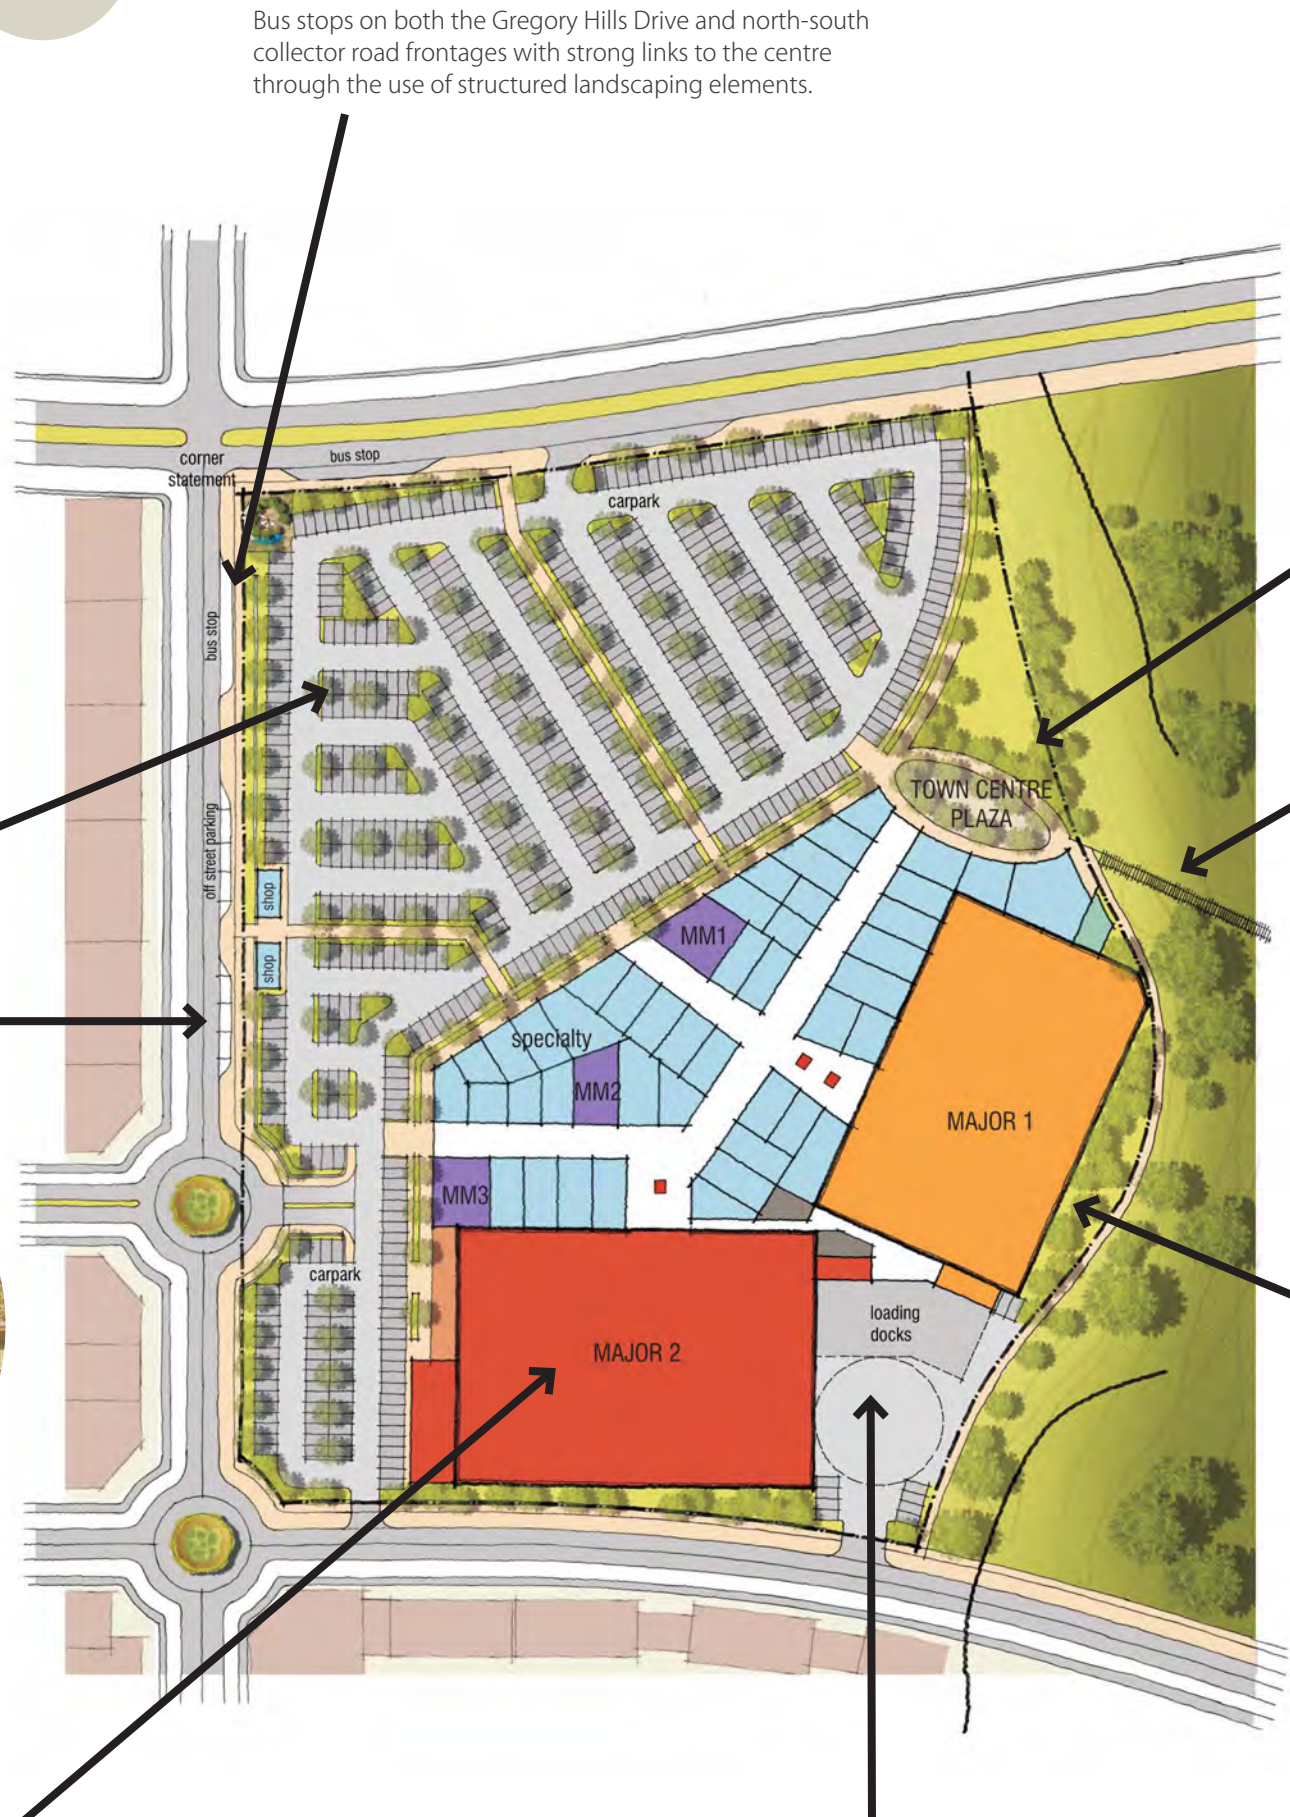 Bus stops on both the Gregory Hills Drive and north-south
collector road frontages with strong links to the centre
through the use of structured landscaping elements.
corner
statement
bus stop
carpark
bus stop
off street parking
TOWN CENTRE
PLAZA
shop
shop
MM1
specialty
MM2
MM3
MAJOR 1
carpark
MAJOR 2
loading
docks